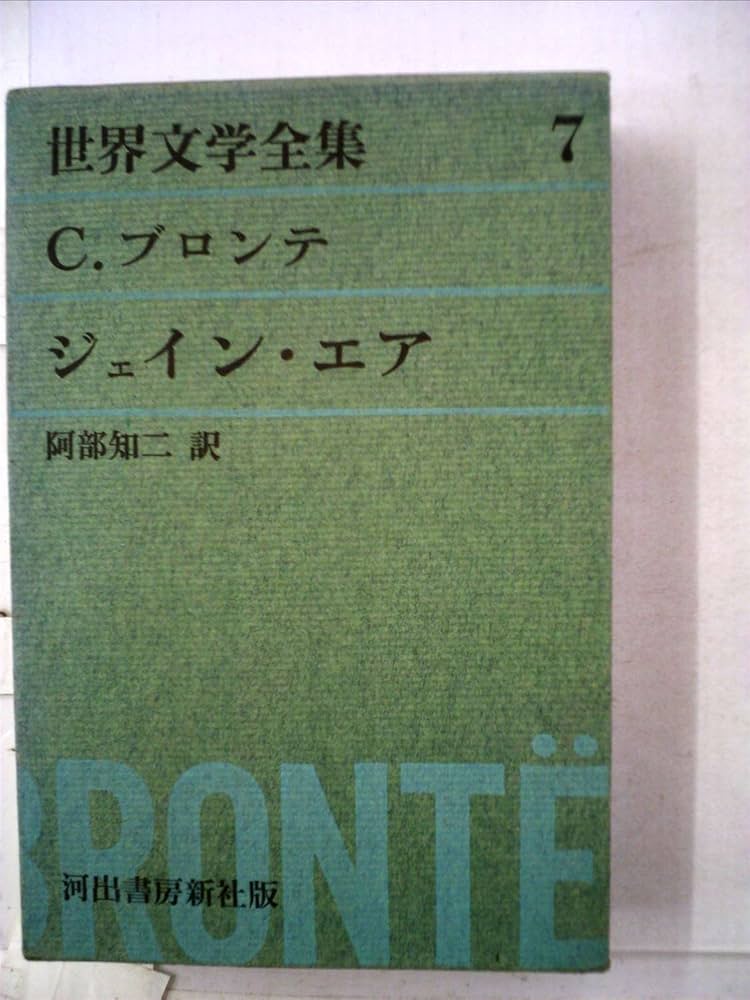 世界文学全集 7
C.ブロンテ
ジェイン・エア
阿部知二 訳
BRONTË
河出書房新社版